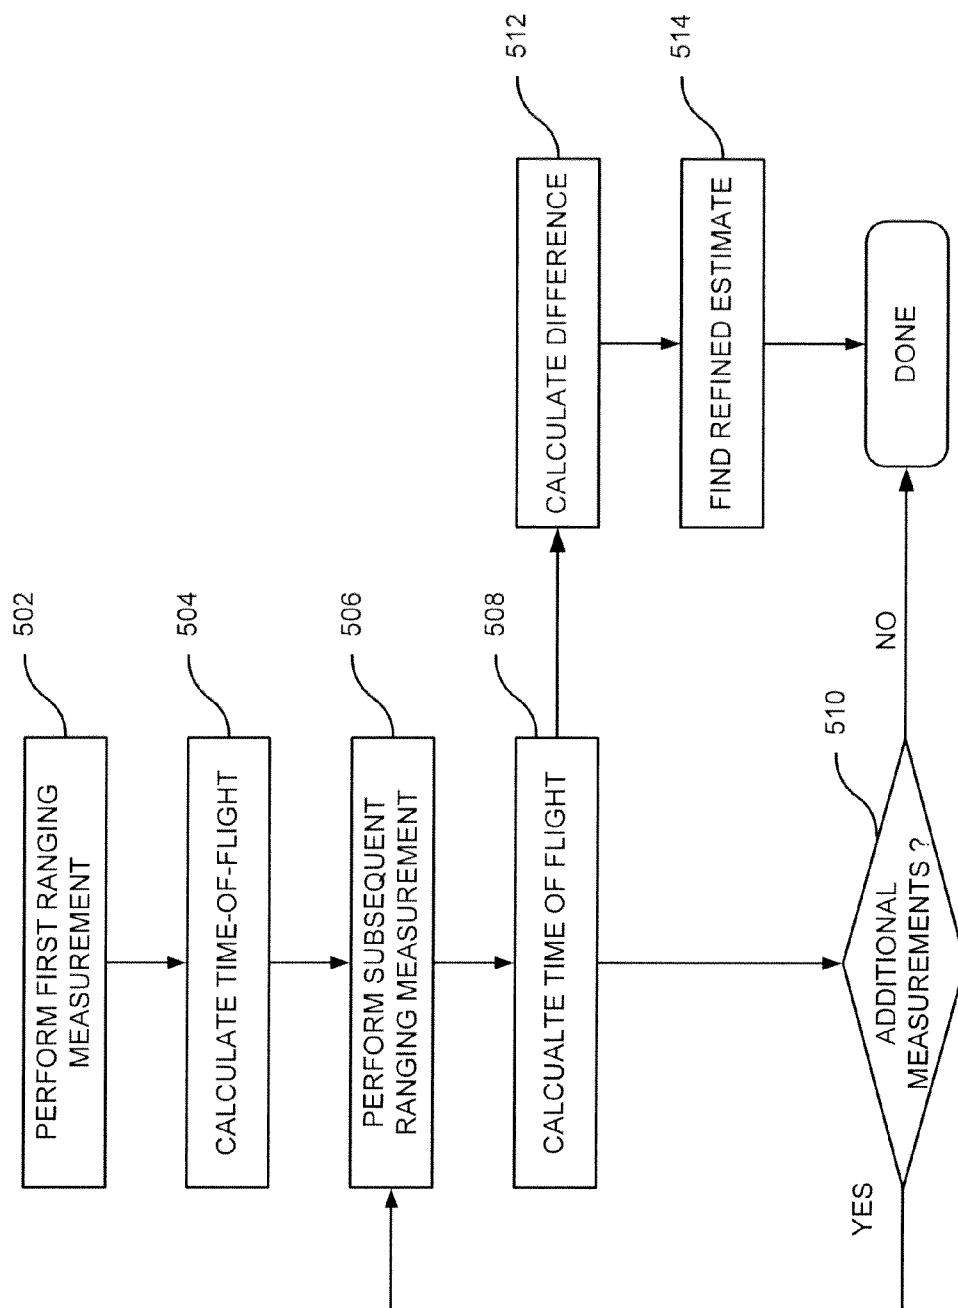 502
PERFORM FIRST RANGING
MEASUREMENT
504
CALCULATE TIME-OF-FLIGHT
506
PERFORM SUBSEQUENT
RANGING MEASUREMENT
508
CALCUALTE TIME OF FLIGHT
512
CALCULATE DIFFERENCE
514
FIND REFINED ESTIMATE
510
ADDITIONAL
MEASUREMENTS ?
YES
NO
DONE